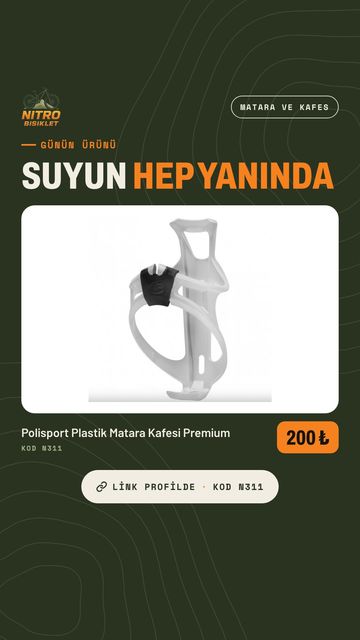 NITRO
BISIKLET
MATARA VE KAFES
GÜNÜN ÜRÜNÜ
SUYUN HEP YANINDA
Polisport Plastik Matara Kafesi Premium
KOD N311
200 ₺
LİNK PROFİLDE · KOD N311